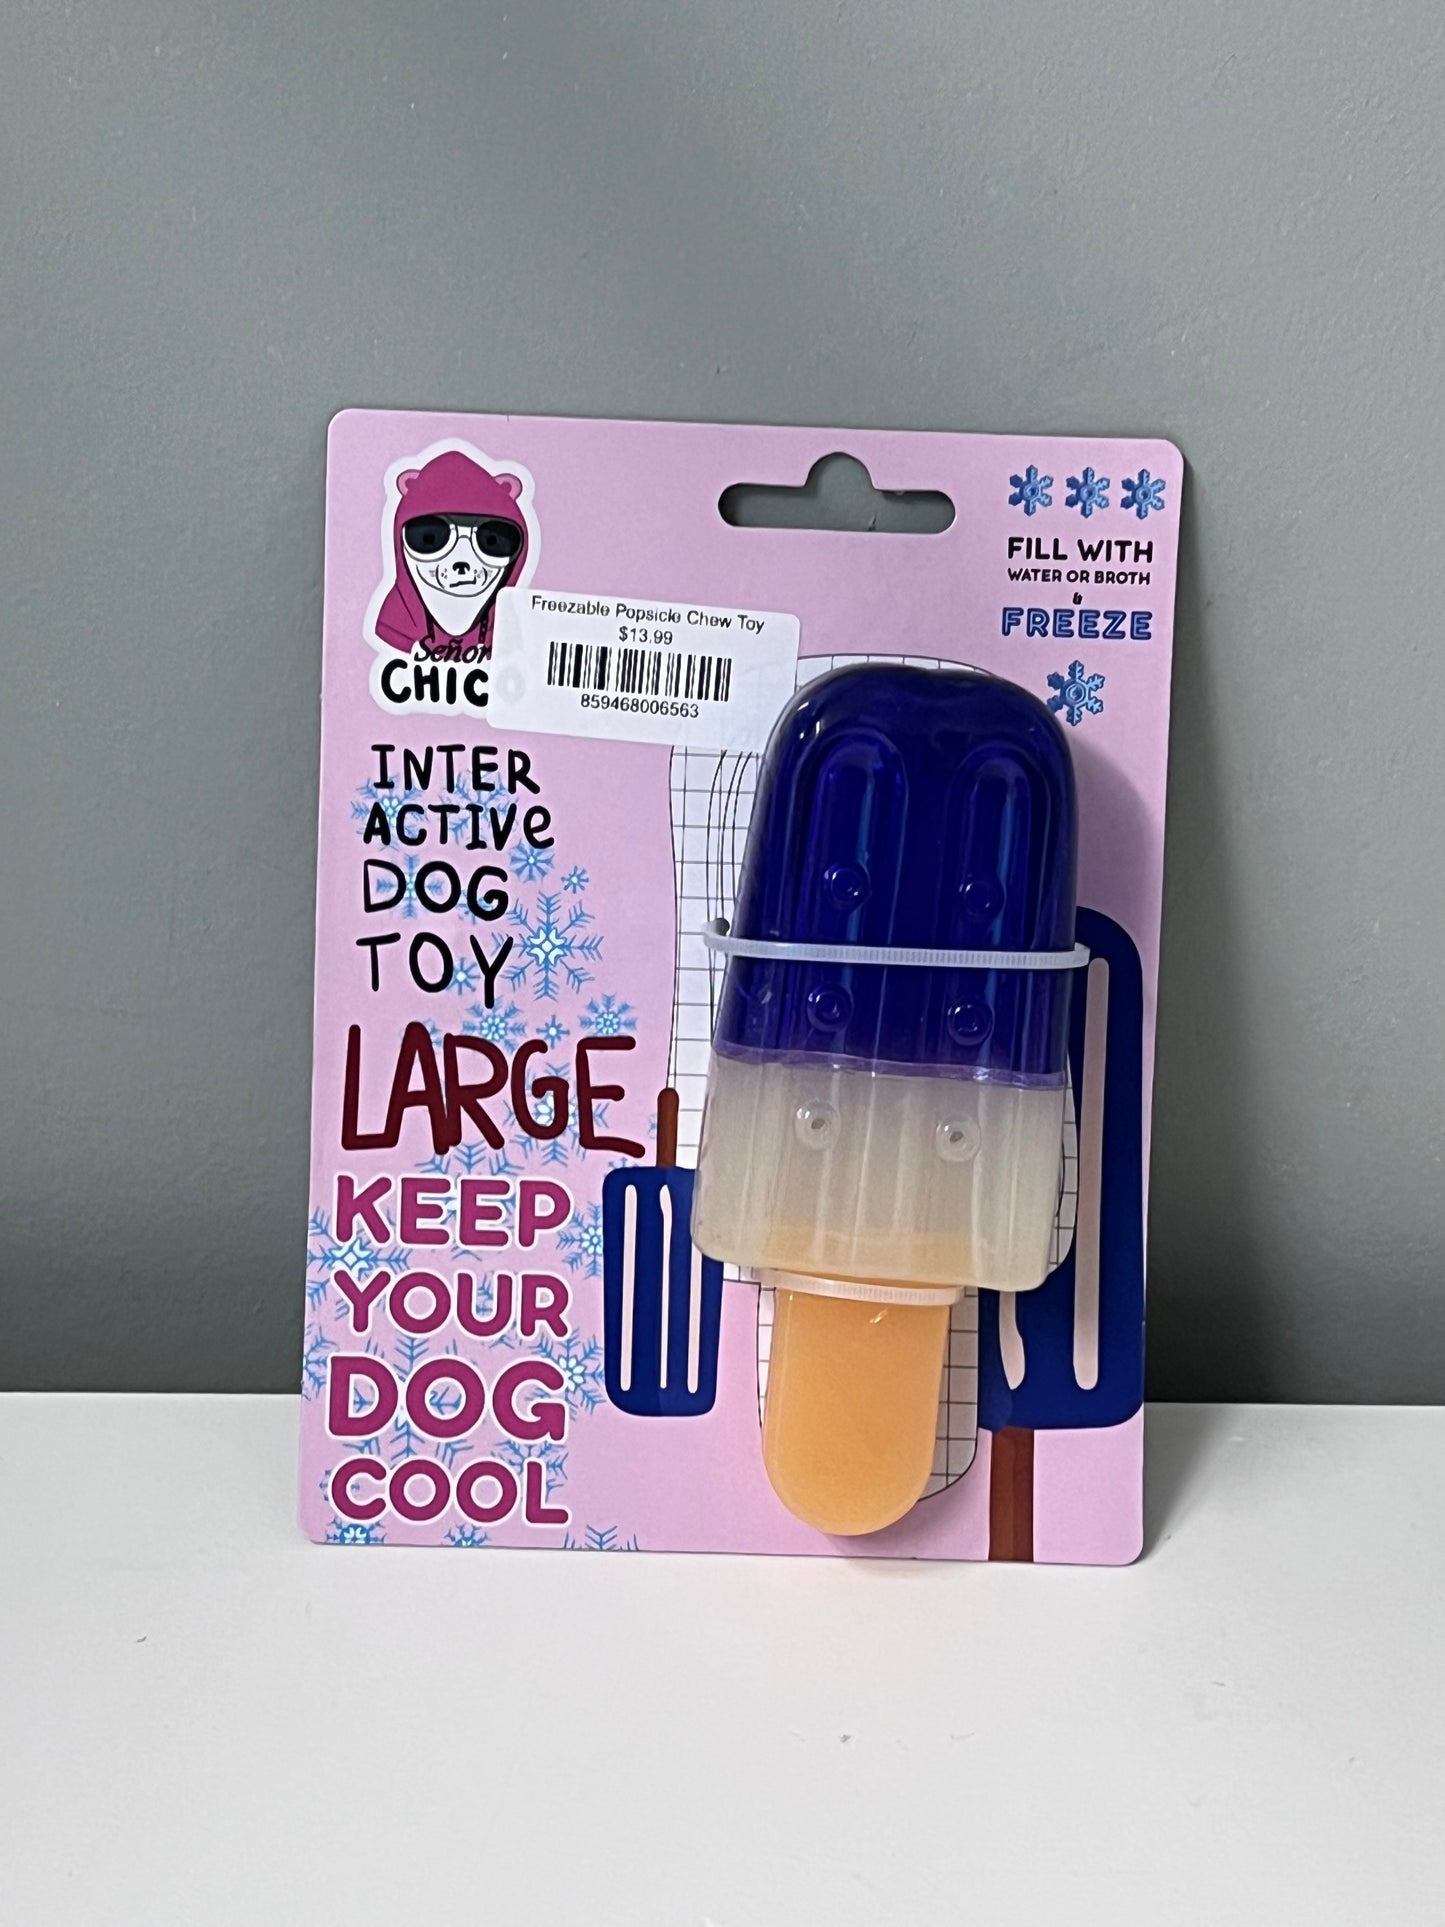 Señor
CHICO
Freezable Popsicle Chew Toy
$13.99
859468006563
FILL WITH
WATER OR BROTH
&
FREEZE
INTER
ACTIVe
DOG
TOY
LARGE
KEEP
YOUR
DOG
COOL